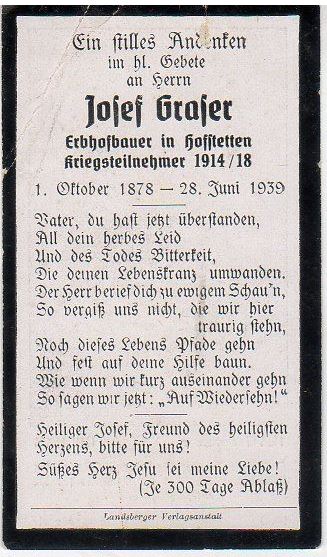 Ein stilles Andenken
im hl. Gebete
an Herrn
Josef Graser
Erbhofbauer in Hofstetten
Kriegsteilnehmer 1914/18
1. Oktober 1878 — 28. Juni 1939
Vater, du hast jetzt überstanden,
All dein herbes Leid
Und des Todes Bitterkeit,
Die deinen Lebenskranz umwanden.
Der Herr berief dich zu ewigem Schau'n,
So vergiß uns nicht, die wir hier
traurig stehn,
Noch dieses Lebens Pfade gehn
Und fest auf deine Hilfe baun.
Wie wenn wir kurz auseinander gehn
So sagen wir jetzt: „Auf Wiedersehn!"
Heiliger Josef, Freund des heiligsten
Herzens, bitte für uns!
Süßes Herz Jesu sei meine Liebe!
(Je 300 Tage Ablaß)
Landsberger Verlagsanstalt